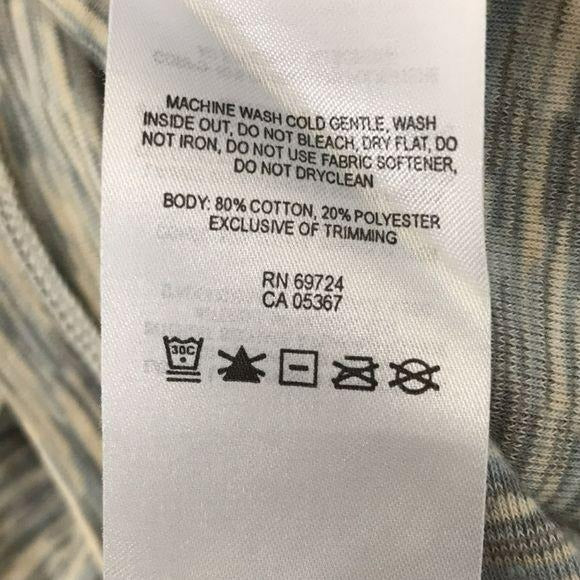 MACHINE WASH COLD GENTLE, WASH
INSIDE OUT, DO NOT BLEACH, DRY FLAT, DO
NOT IRON, DO NOT USE FABRIC SOFTENER,
DO NOT DRYCLEAN
BODY: 80% COTTON, 20% POLYESTER
EXCLUSIVE OF TRIMMING
RN 69724
CA 05367
30C